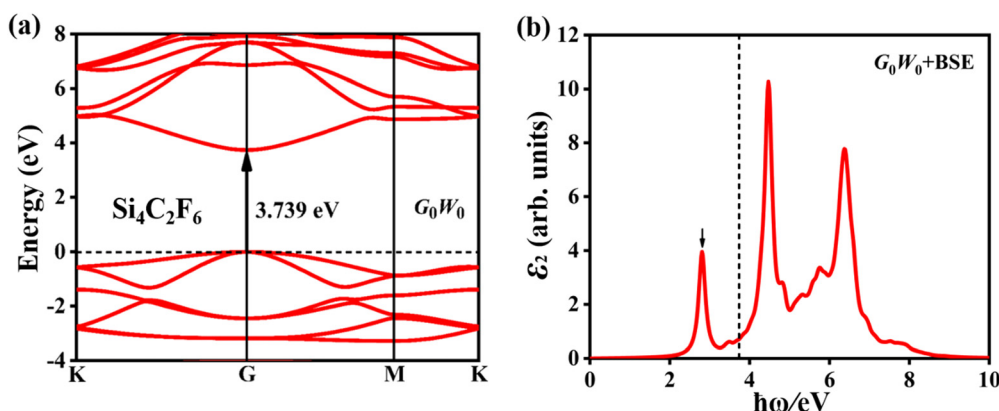 (a)
Energy (eV)
8
6
4
2
0
-2
-4
Si₄C₂F₆
3.739 eV
G₀W₀
K
G
M
K
(b)
ε₂ (arb. units)
12
10
8
6
4
2
0
G₀W₀+BSE
0
2
4
6
8
10
ħω/eV